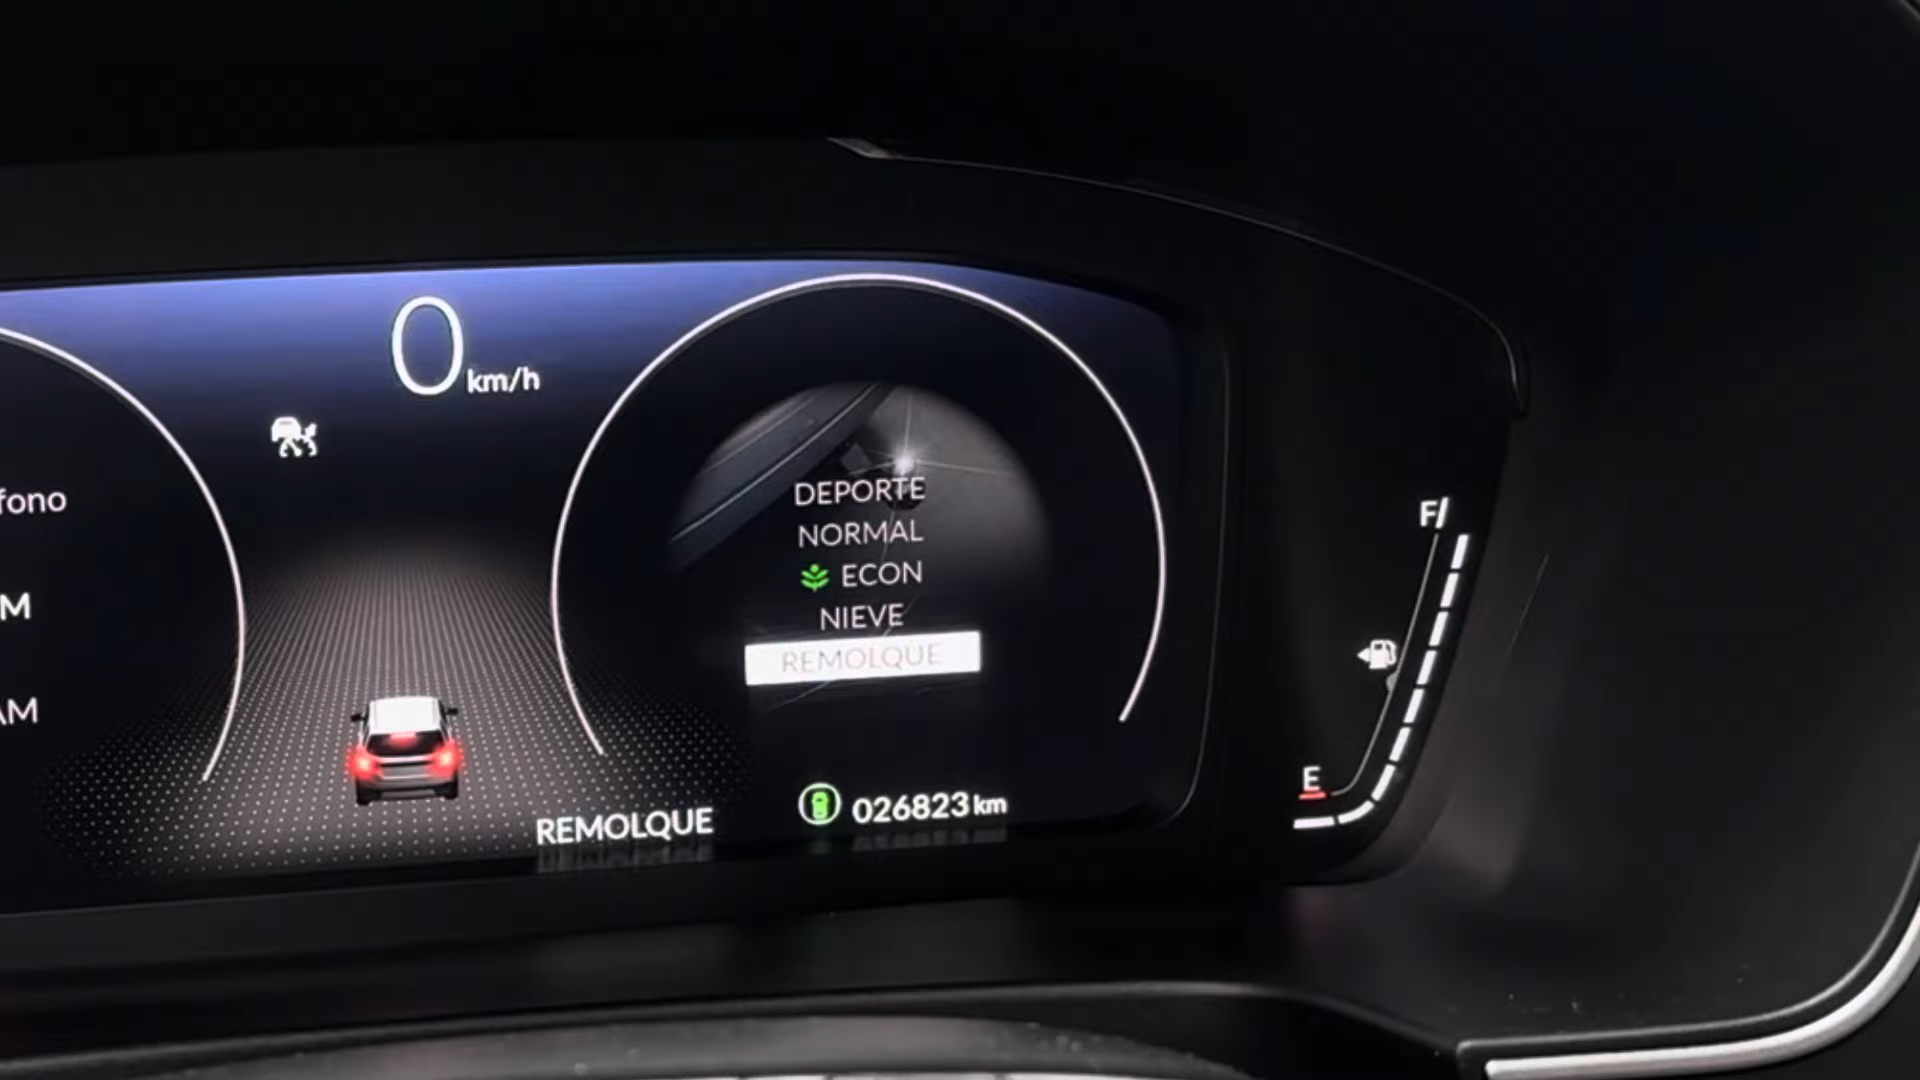 0 km/h
fono
M
AM
DEPORTE
NORMAL
ECON
NIEVE
REMOLQUE
REMOLQUE
026823 km
F
E